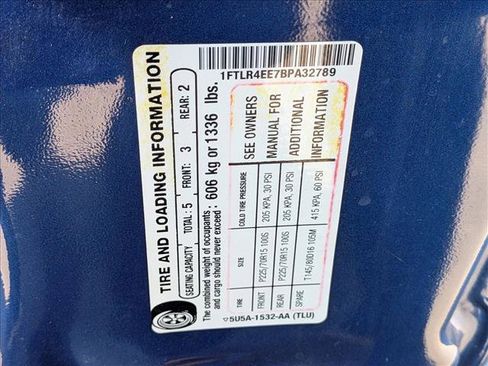 1FTLR4EE7BPA32789
TIRE AND LOADING INFORMATION
SEATING CAPACITY TOTAL: 5 FRONT: 3 REAR: 2
The combined weight of occupants
and cargo should never exceed: 606 kg or 1336 lbs.
TIRE SIZE COLD TIRE PRESSURE
FRONT P225/70R15 100S 205 KPA, 30 PSI
REAR P225/70R15 100S 205 KPA, 30 PSI
SPARE T145/80D16 105M 415 KPA, 60 PSI
SEE OWNERS
MANUAL FOR
ADDITIONAL
INFORMATION
5U5A-1532-AA (TLU)